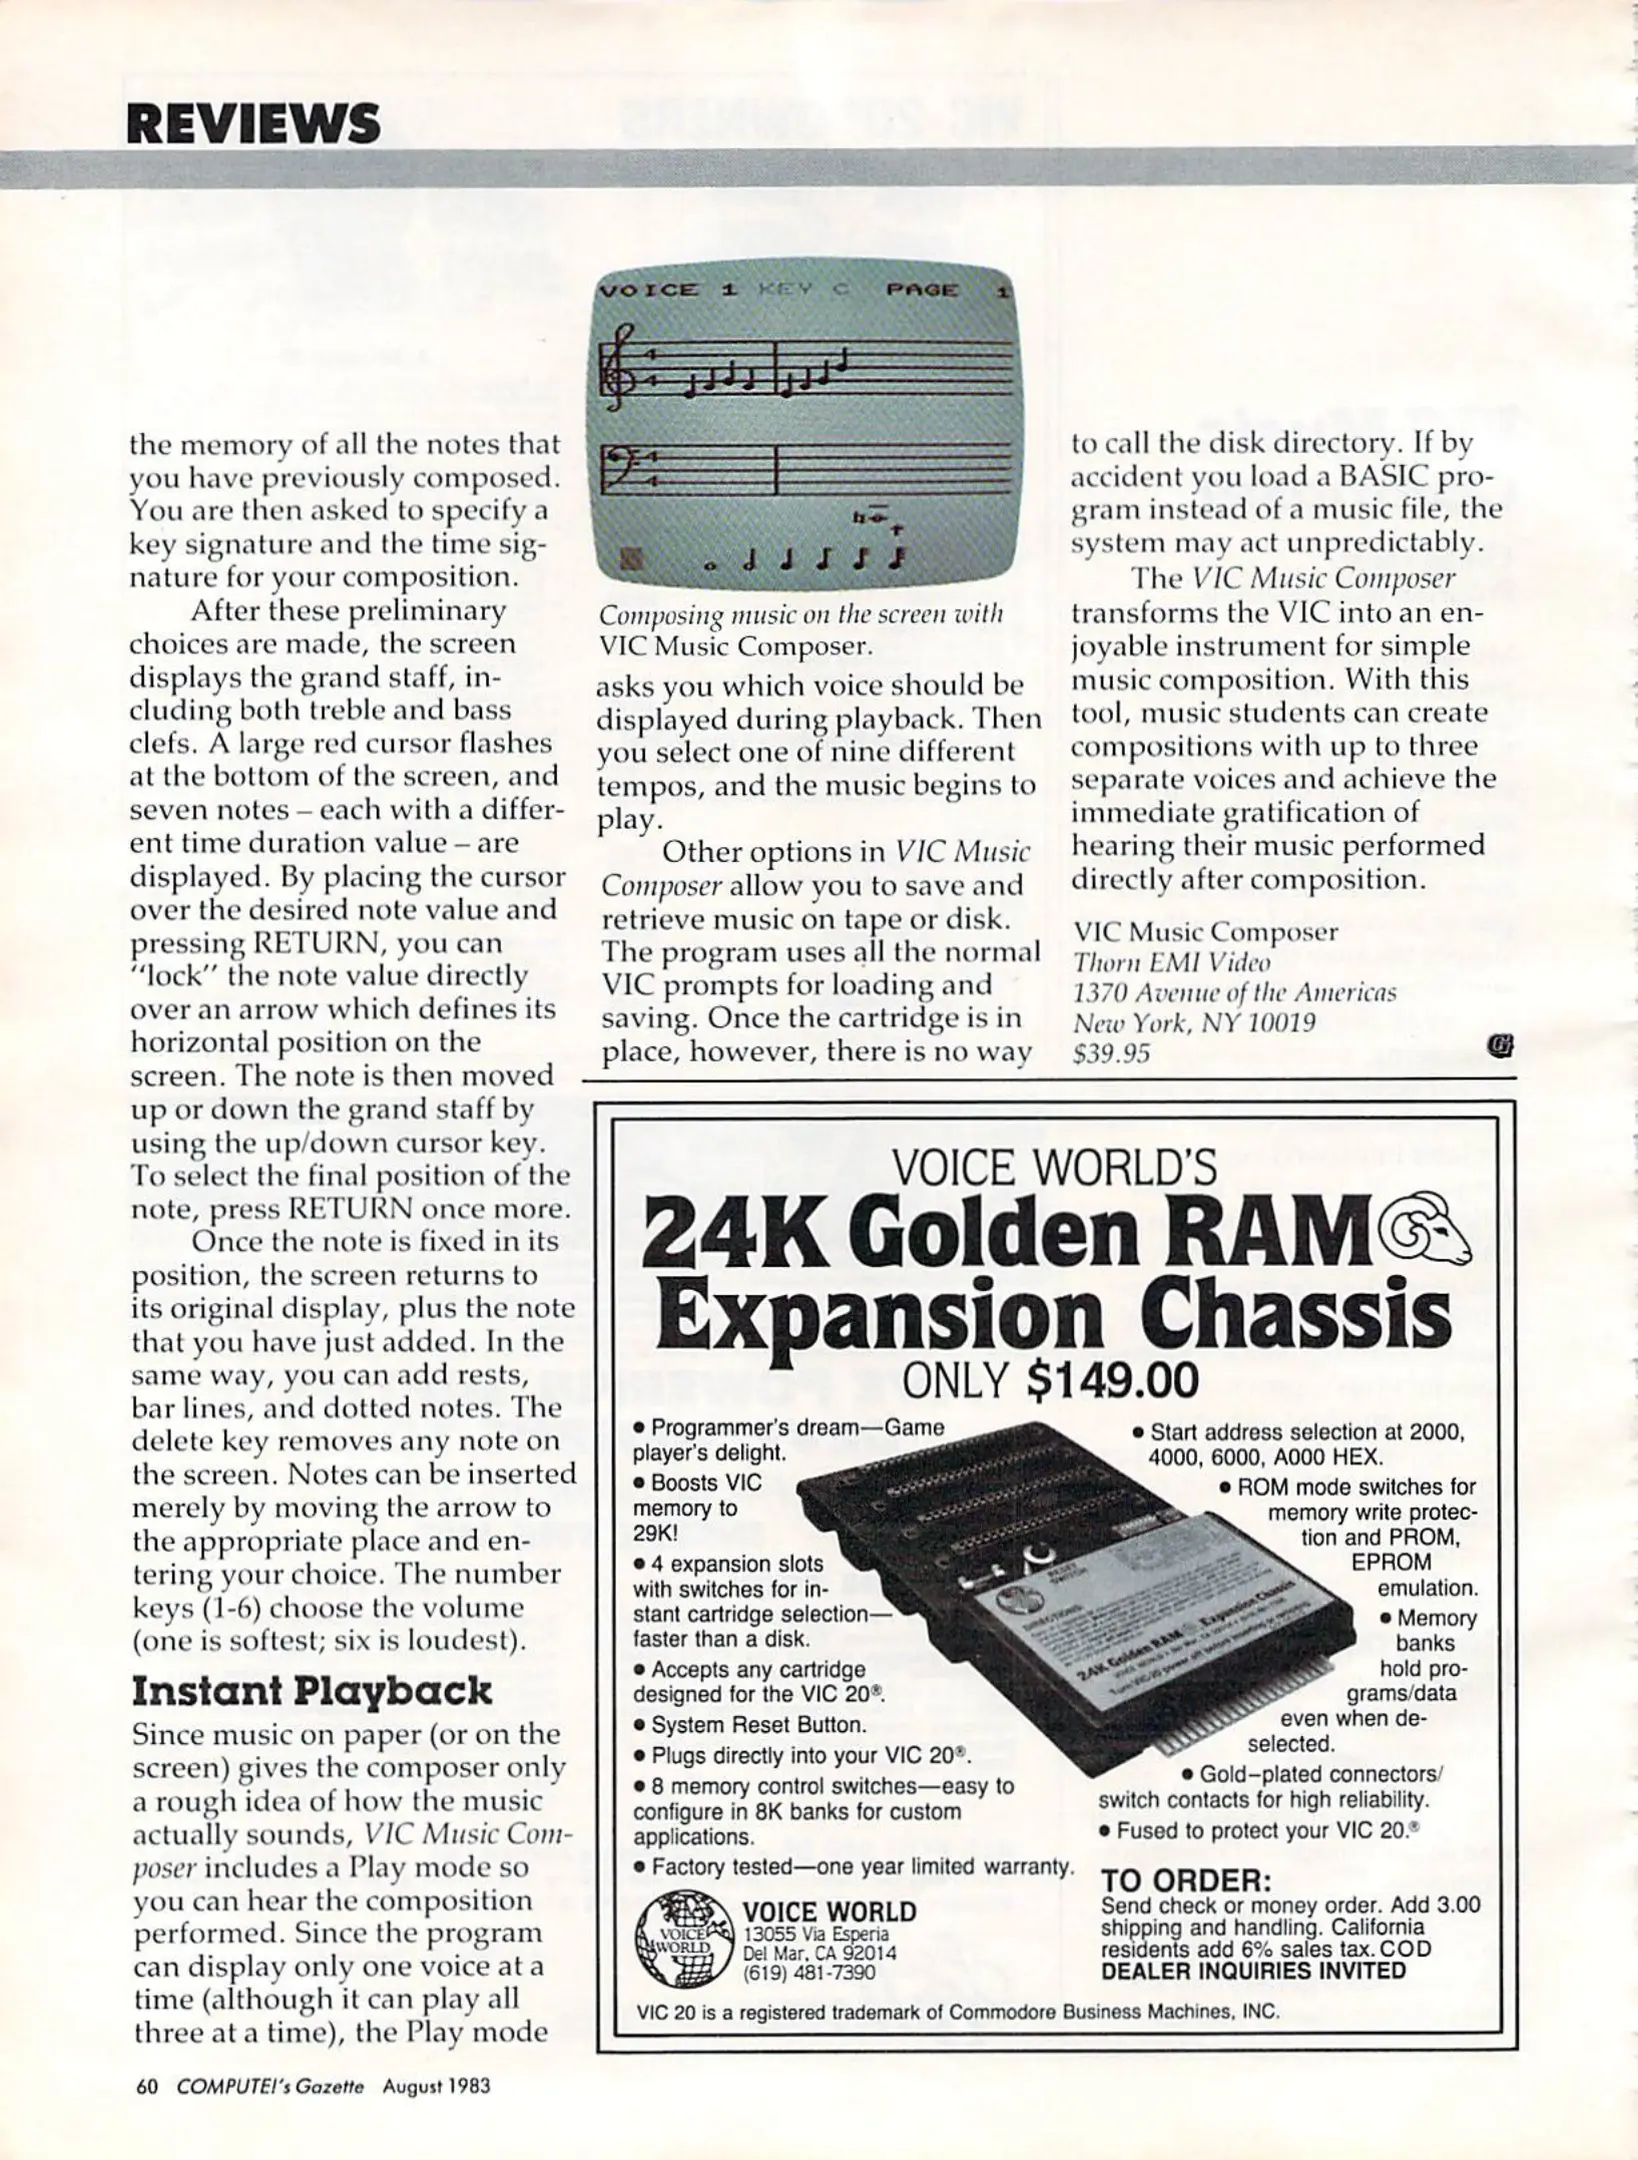 REVIEWS
the memory of all the notes that
you have previously composed.
You are then asked to specify a
key signature and the time sig-
nature for your composition.
After these preliminary
choices are made, the screen
displays the grand staff, in-
cluding both treble and bass
clefs. A large red cursor flashes
at the bottom of the screen, and
seven notes – each with a differ-
ent time duration value – are
displayed. By placing the cursor
over the desired note value and
pressing RETURN, you can
"lock" the note value directly
over an arrow which defines its
horizontal position on the
screen. The note is then moved
up or down the grand staff by
using the up/down cursor key.
To select the final position of the
note, press RETURN once more.
Once the note is fixed in its
position, the screen returns to
its original display, plus the note
that you have just added. In the
same way, you can add rests,
bar lines, and dotted notes. The
delete key removes any note on
the screen. Notes can be inserted
merely by moving the arrow to
the appropriate place and en-
tering your choice. The number
keys (1-6) choose the volume
(one is softest; six is loudest).
Instant Playback
Since music on paper (or on the
screen) gives the composer only
a rough idea of how the music
actually sounds, VIC Music Com-
poser includes a Play mode so
you can hear the composition
performed. Since the program
can display only one voice at a
time (although it can play all
three at a time), the Play mode
VOICE 1 KEY C PAGE 1
4
4
4
4
Composing music on the screen with
VIC Music Composer.
asks you which voice should be
displayed during playback. Then
you select one of nine different
tempos, and the music begins to
play.
Other options in VIC Music
Composer allow you to save and
retrieve music on tape or disk.
The program uses all the normal
VIC prompts for loading and
saving. Once the cartridge is in
place, however, there is no way
to call the disk directory. If by
accident you load a BASIC pro-
gram instead of a music file, the
system may act unpredictably.
The VIC Music Composer
transforms the VIC into an en-
joyable instrument for simple
music composition. With this
tool, music students can create
compositions with up to three
separate voices and achieve the
immediate gratification of
hearing their music performed
directly after composition.
VIC Music Composer
Thorn EMI Video
1370 Avenue of the Americas
New York, NY 10019
$39.95
G
VOICE WORLD'S
24K Golden RAM
Expansion Chassis
ONLY $149.00
● Programmer's dream—Game
player's delight.
● Boosts VIC
memory to
29K!
● 4 expansion slots
with switches for in-
stant cartridge selection—
faster than a disk.
● Accepts any cartridge
designed for the VIC 20®.
● System Reset Button.
● Plugs directly into your VIC 20®.
● 8 memory control switches—easy to
configure in 8K banks for custom
applications.
● Factory tested—one year limited warranty.
RESET
SWITCH
DIRECTIONS
24K Golden RAM Expansion Chassis
● Start address selection at 2000,
4000, 6000, A000 HEX.
● ROM mode switches for
memory write protec-
tion and PROM,
EPROM
emulation.
● Memory
banks
hold pro-
grams/data
even when de-
selected.
● Gold-plated connectors/
switch contacts for high reliability.
● Fused to protect your VIC 20.®
VOICE
WORLD
VOICE WORLD
13055 Via Esperia
Del Mar, CA 92014
(619) 481-7390
TO ORDER:
Send check or money order. Add 3.00
shipping and handling. California
residents add 6% sales tax. COD
DEALER INQUIRIES INVITED
VIC 20 is a registered trademark of Commodore Business Machines, INC.
60 COMPUTE!'s Gazette August 1983